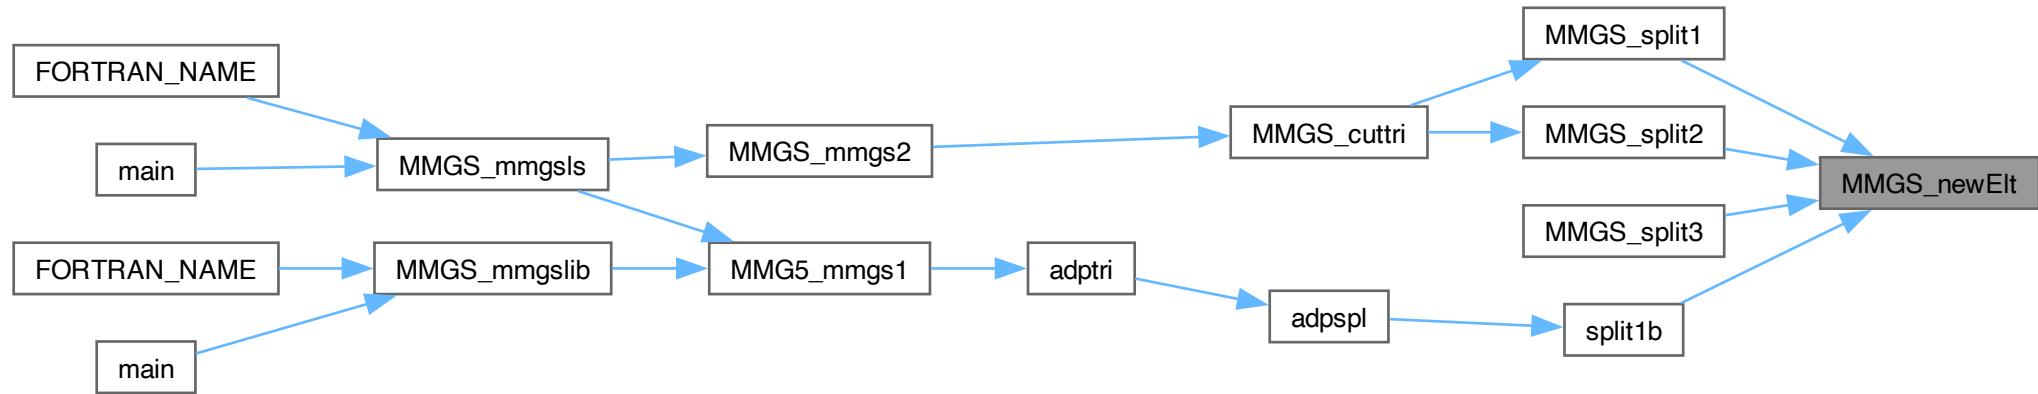 FORTRAN_NAME
main
MMGS_mmgsls
MMGS_mmgs2
MMGS_cuttri
MMGS_split1
MMGS_split2
MMGS_newElt
MMGS_split3
FORTRAN_NAME
MMGS_mmgslib
MMG5_mmgs1
adptri
adpspl
split1b
main